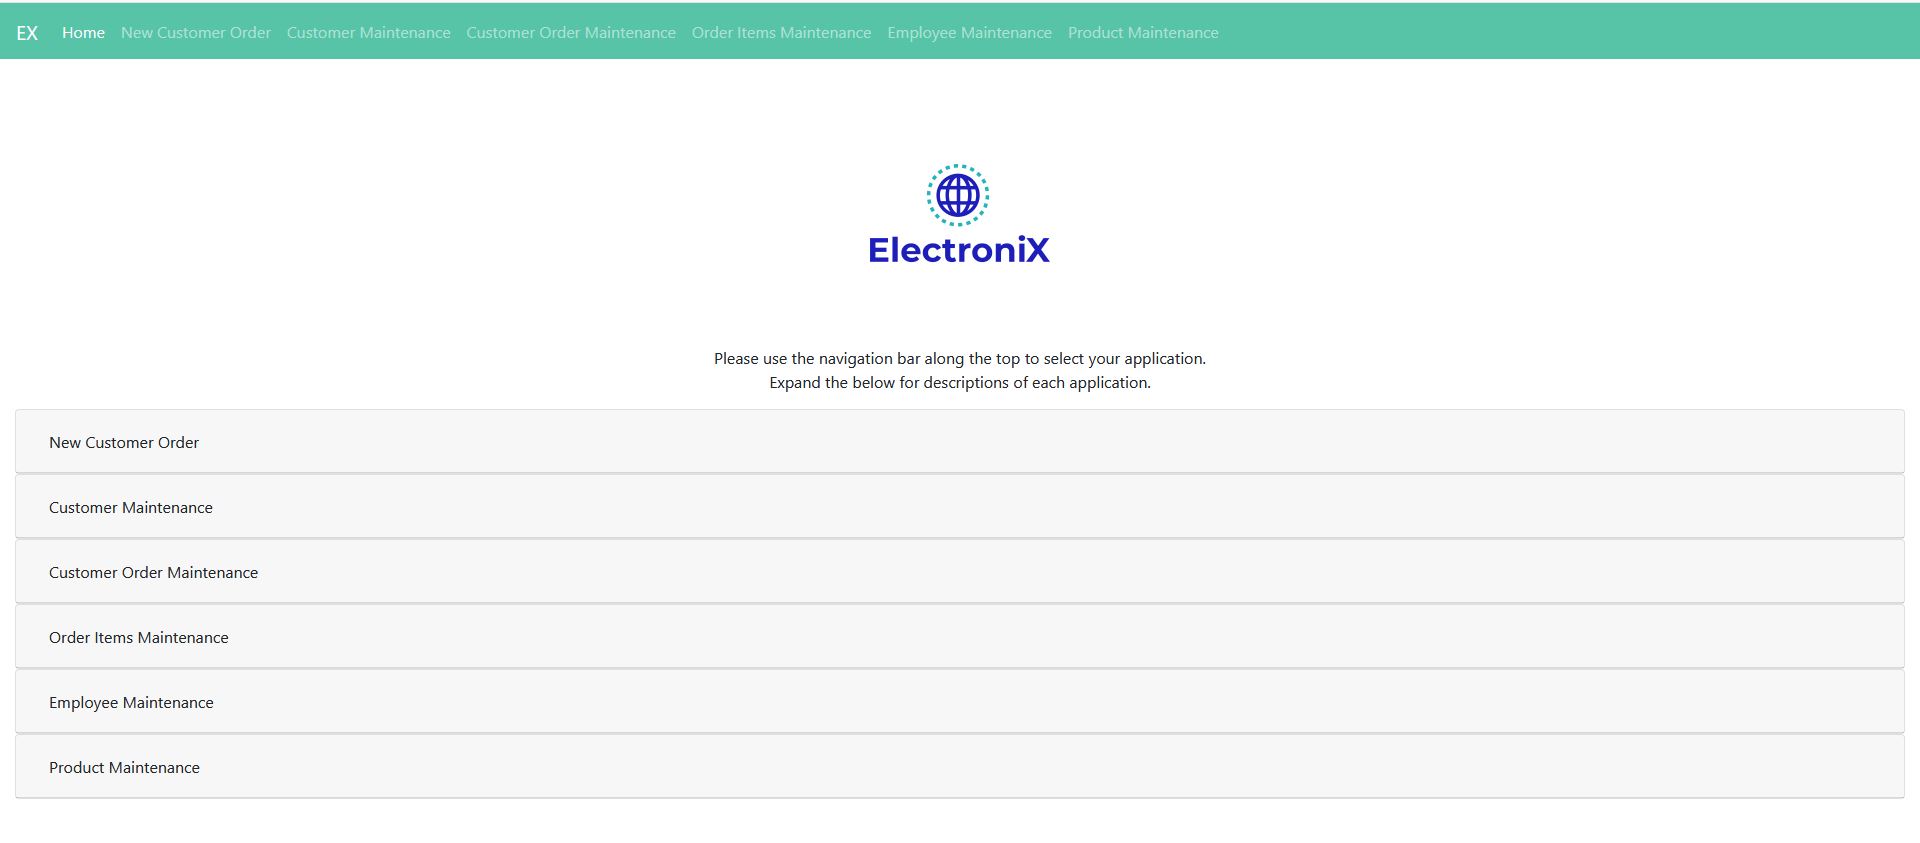 EX Home New Customer Order Customer Maintenance Customer Order Maintenance Order Items Maintenance Employee Maintenance Product Maintenance
ElectroniX
Please use the navigation bar along the top to select your application.
Expand the below for descriptions of each application.
New Customer Order
Customer Maintenance
Customer Order Maintenance
Order Items Maintenance
Employee Maintenance
Product Maintenance